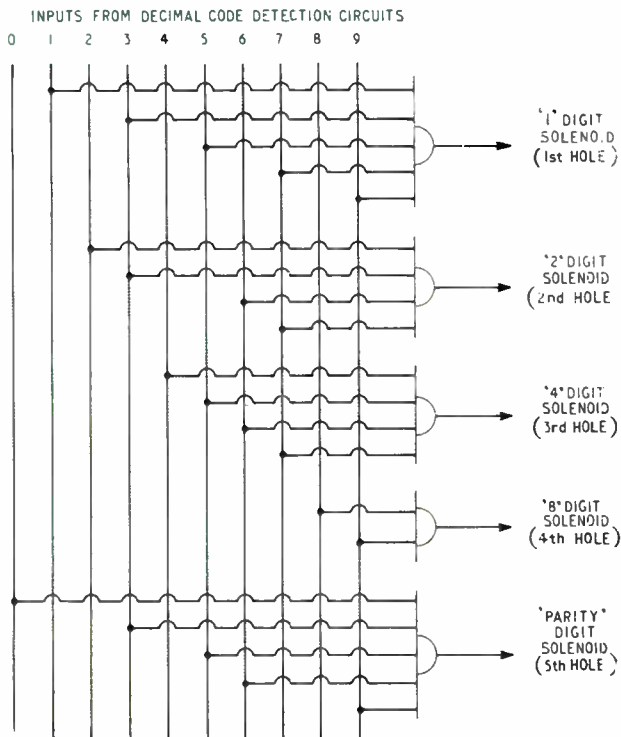 INPUTS FROM DECIMAL CODE DETECTION CIRCUITS
0 1 2 3 4 5 6 7 8 9
"1" DIGIT
SOLENO.D
(1st HOLE)
"2" DIGIT
SOLENOID
(2nd HOLE
"4" DIGIT
SOLENOID
(3rd HOLE)
"8" DIGIT
SOLENOID
(4th HOLE)
"PARITY"
DIGIT
SOLENOID
(5th HOLE)